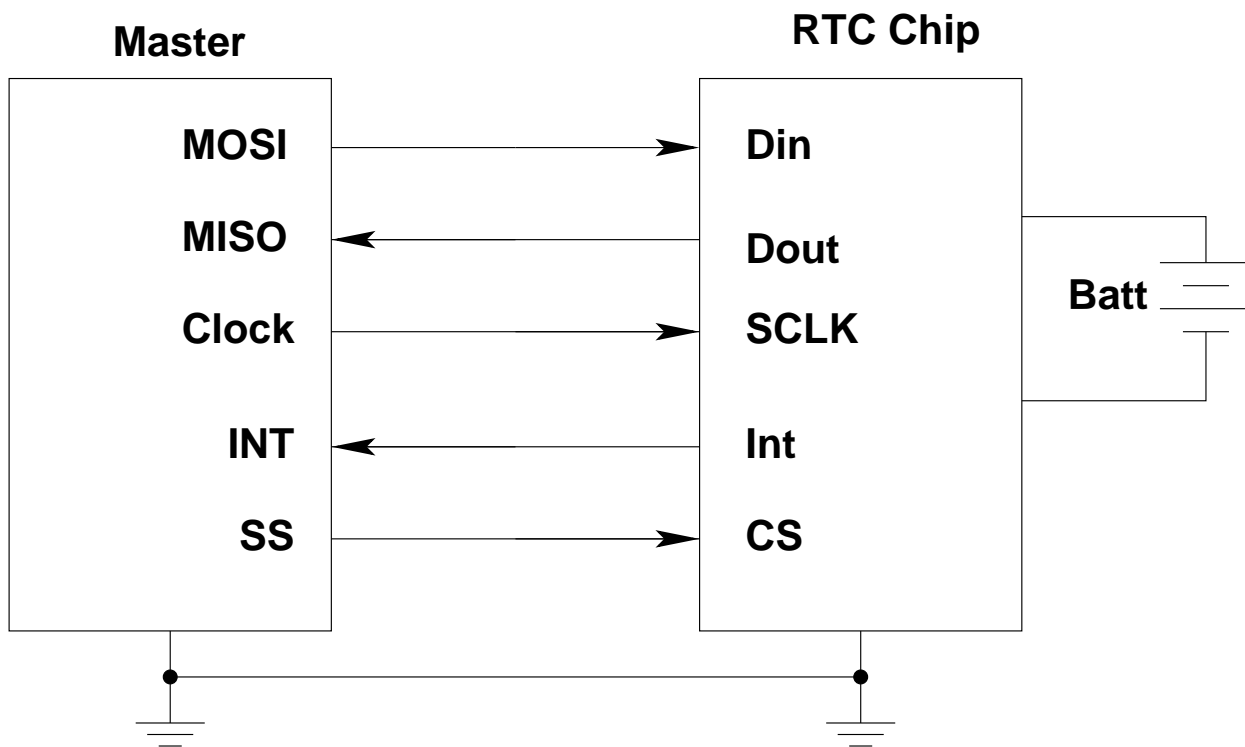 Master
RTC Chip
MOSI
Din
MISO
Dout
Clock
SCLK
Batt
INT
Int
SS
CS